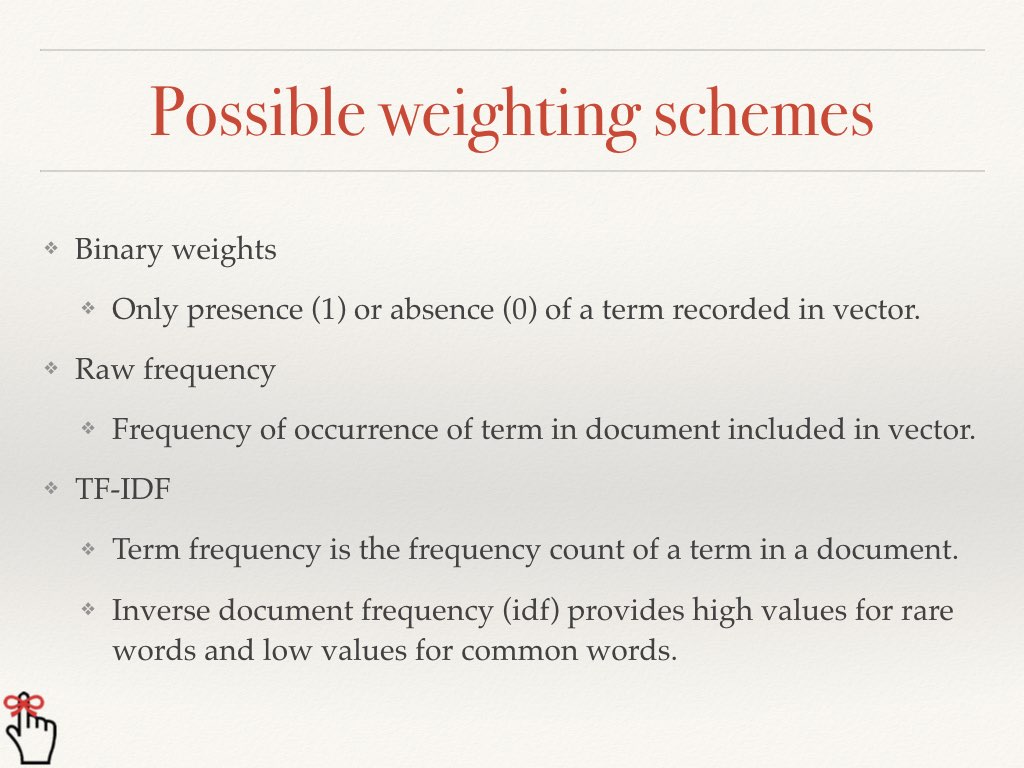 Possible weighting schemes
❖ Binary weights
❖ Only presence (1) or absence (0) of a term recorded in vector.
❖ Raw frequency
❖ Frequency of occurrence of term in document included in vector.
❖ TF-IDF
❖ Term frequency is the frequency count of a term in a document.
❖ Inverse document frequency (idf) provides high values for rare
words and low values for common words.